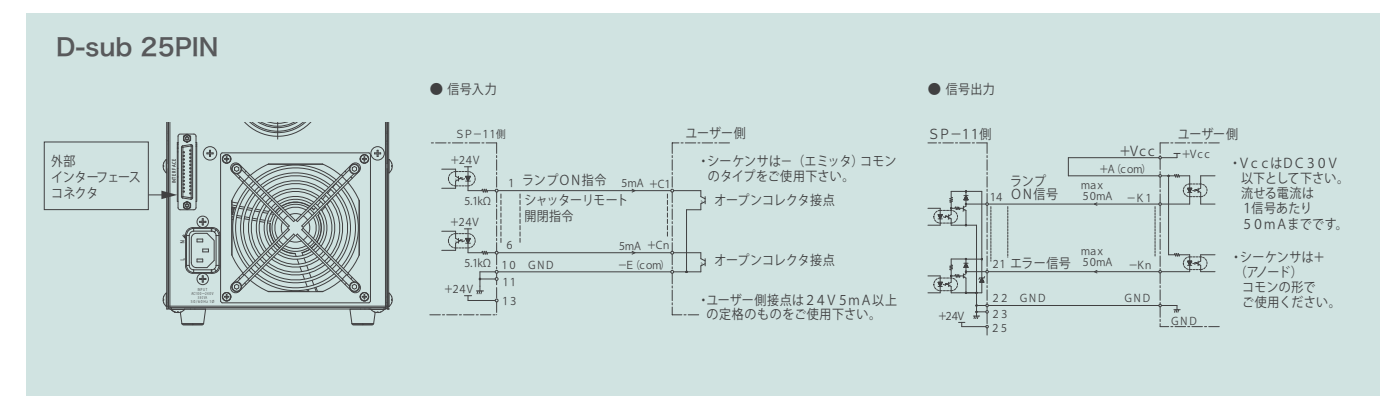 D-sub 25PIN
外部
インターフェース
コネクタ
INTERFACE
● 信号入力
SP－11側
ユーザー側
+24V
5.1kΩ
1 ランプON指令 5mA +C1
シャッターリモート
開閉指令
+24V
5.1kΩ
6 5mA +Cn
10 GND －E (com)
11
+24V
13
・シーケンサは－（エミッタ）コモン
のタイプをご使用下さい。
オープンコレクタ接点
オープンコレクタ接点
・ユーザー側接点は２４Ｖ５ｍＡ以上
の定格のものをご使用下さい。
● 信号出力
SP－11側
ユーザー側
+Vcc
+Vcc
+A (com)
14 ランプ
ON信号
max
50mA
－K1
21 エラー信号
max
50mA
－Kn
22 GND GND
23
+24V
25
GND
・ＶｃｃはＤＣ３０Ｖ
以下として下さい。
流せる電流は
１信号あたり
５０ｍＡまでです。
・シーケンサは＋
（アノード）
コモンの形で
ご使用ください。